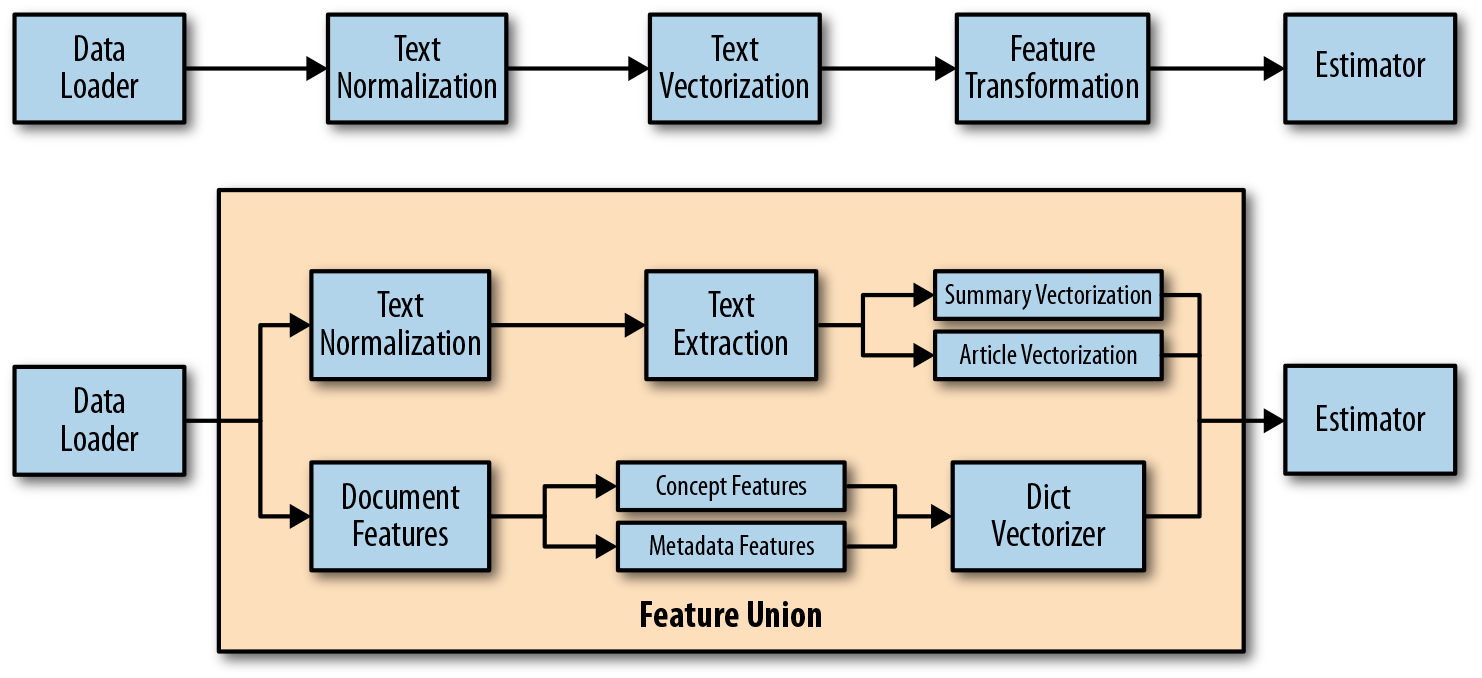 Data
Loader
Text
Normalization
Text
Vectorization
Feature
Transformation
Estimator
Data
Loader
Text
Normalization
Text
Extraction
Summary Vectorization
Article Vectorization
Document
Features
Concept Features
Metadata Features
Dict
Vectorizer
Estimator
Feature Union